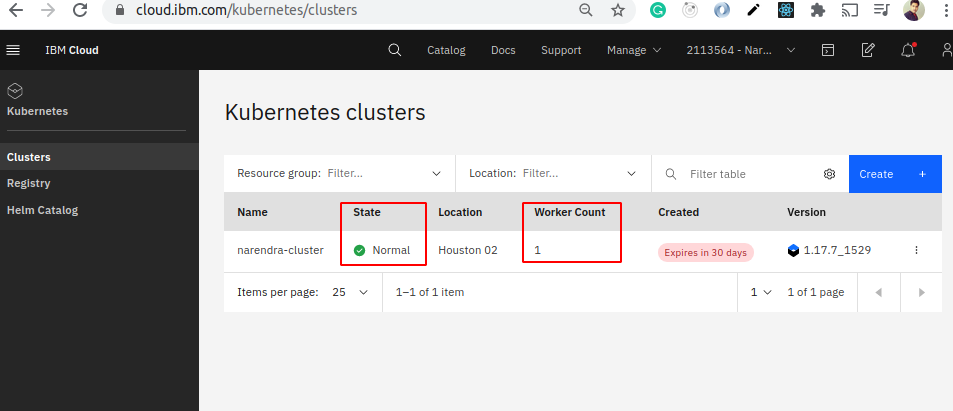 cloud.ibm.com/kubernetes/clusters
IBM Cloud Catalog Docs Support Manage 2113564 - Nar...
Kubernetes
Clusters
Registry
Helm Catalog
Kubernetes clusters
Resource group: Filter... Location: Filter... Filter table Create +
Name State Location Worker Count Created Version
narendra-cluster Normal Houston 02 1 Expires in 30 days 1.17.7_1529
Items per page: 25 1–1 of 1 item 1 1 of 1 page